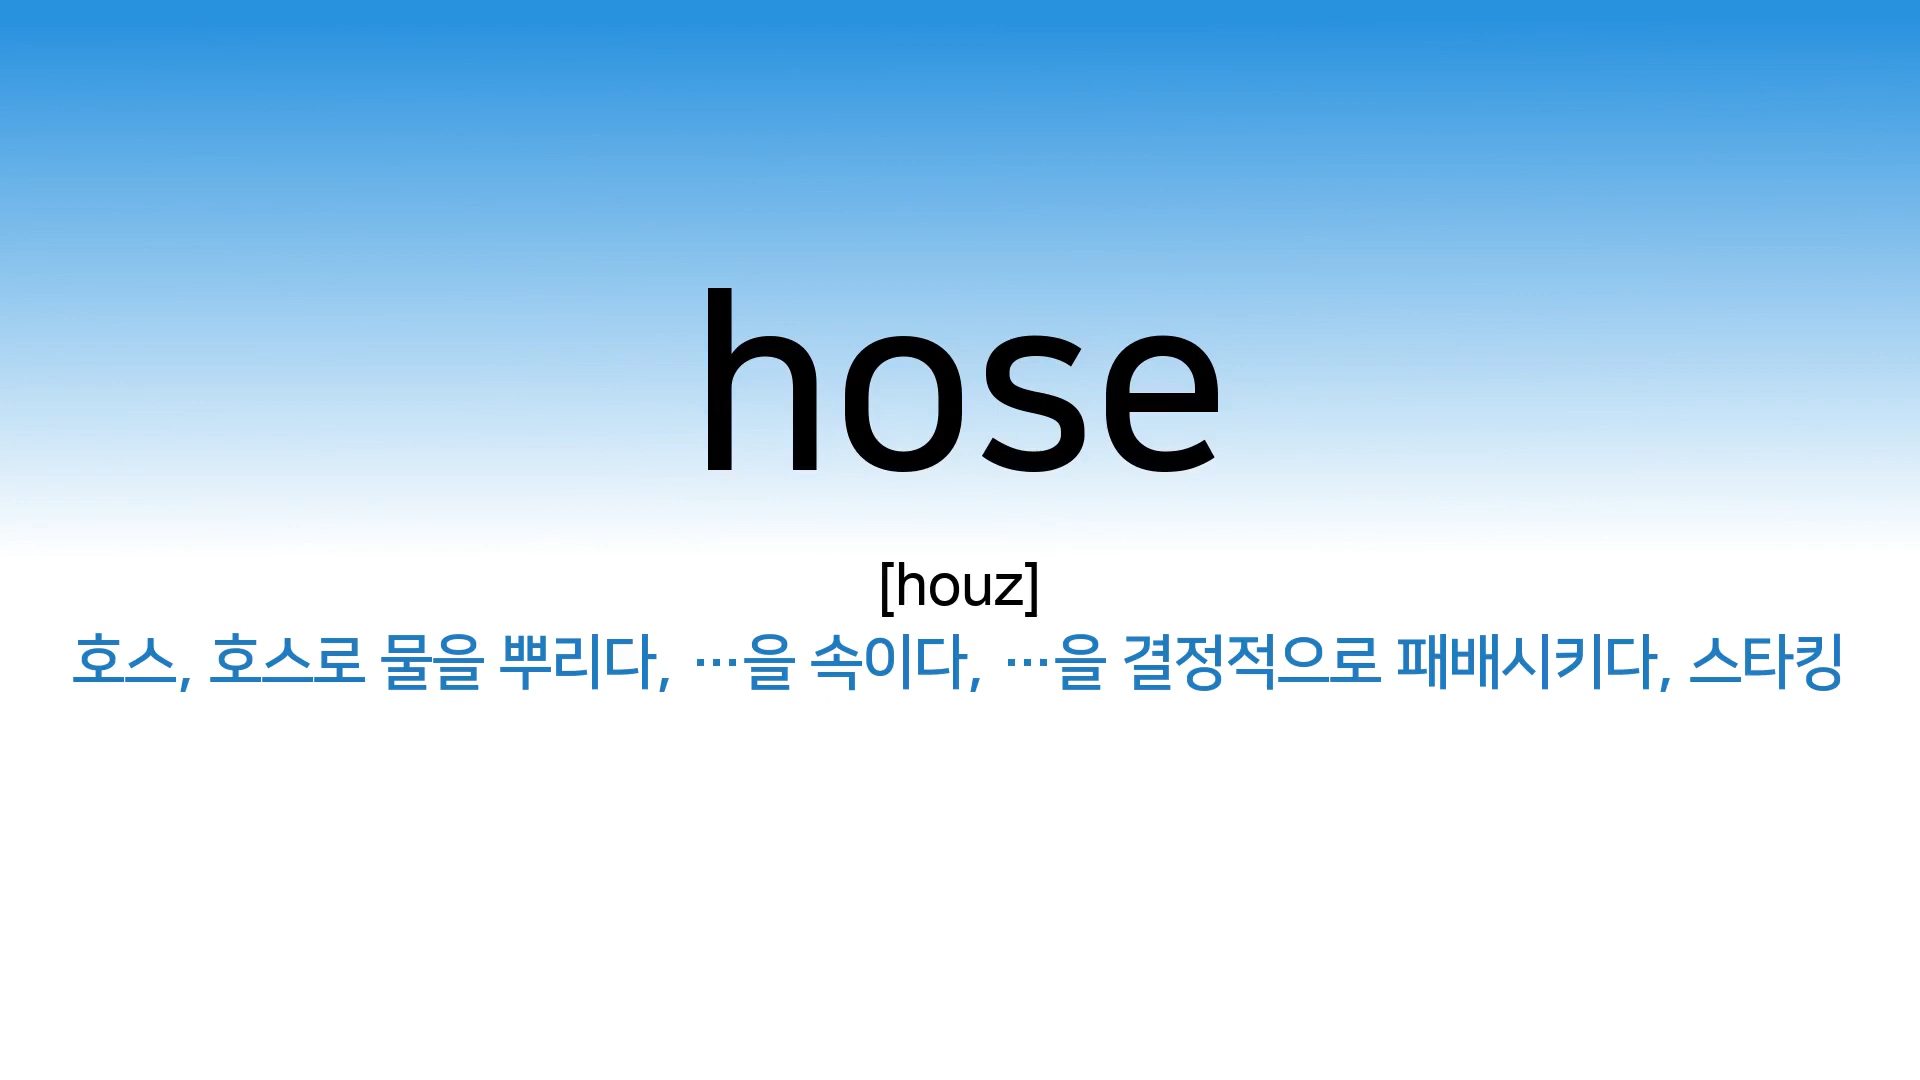 hose
[houz]
호스, 호스로 물을 뿌리다, …을 속이다, …을 결정적으로 패배시키다, 스타킹